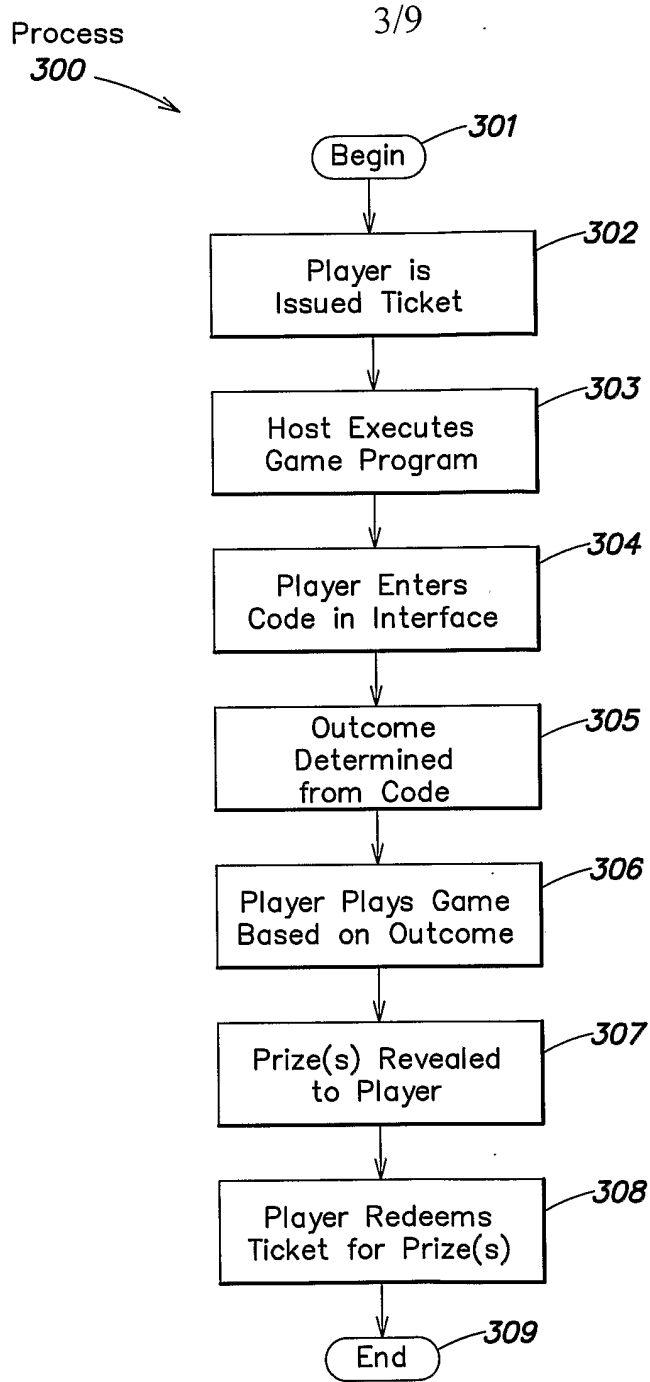 3/9
Process
300
301
Begin
302
Player is
Issued Ticket
303
Host Executes
Game Program
304
Player Enters
Code in Interface
305
Outcome
Determined
from Code
306
Player Plays Game
Based on Outcome
307
Prize(s) Revealed
to Player
308
Player Redeems
Ticket for Prize(s)
309
End